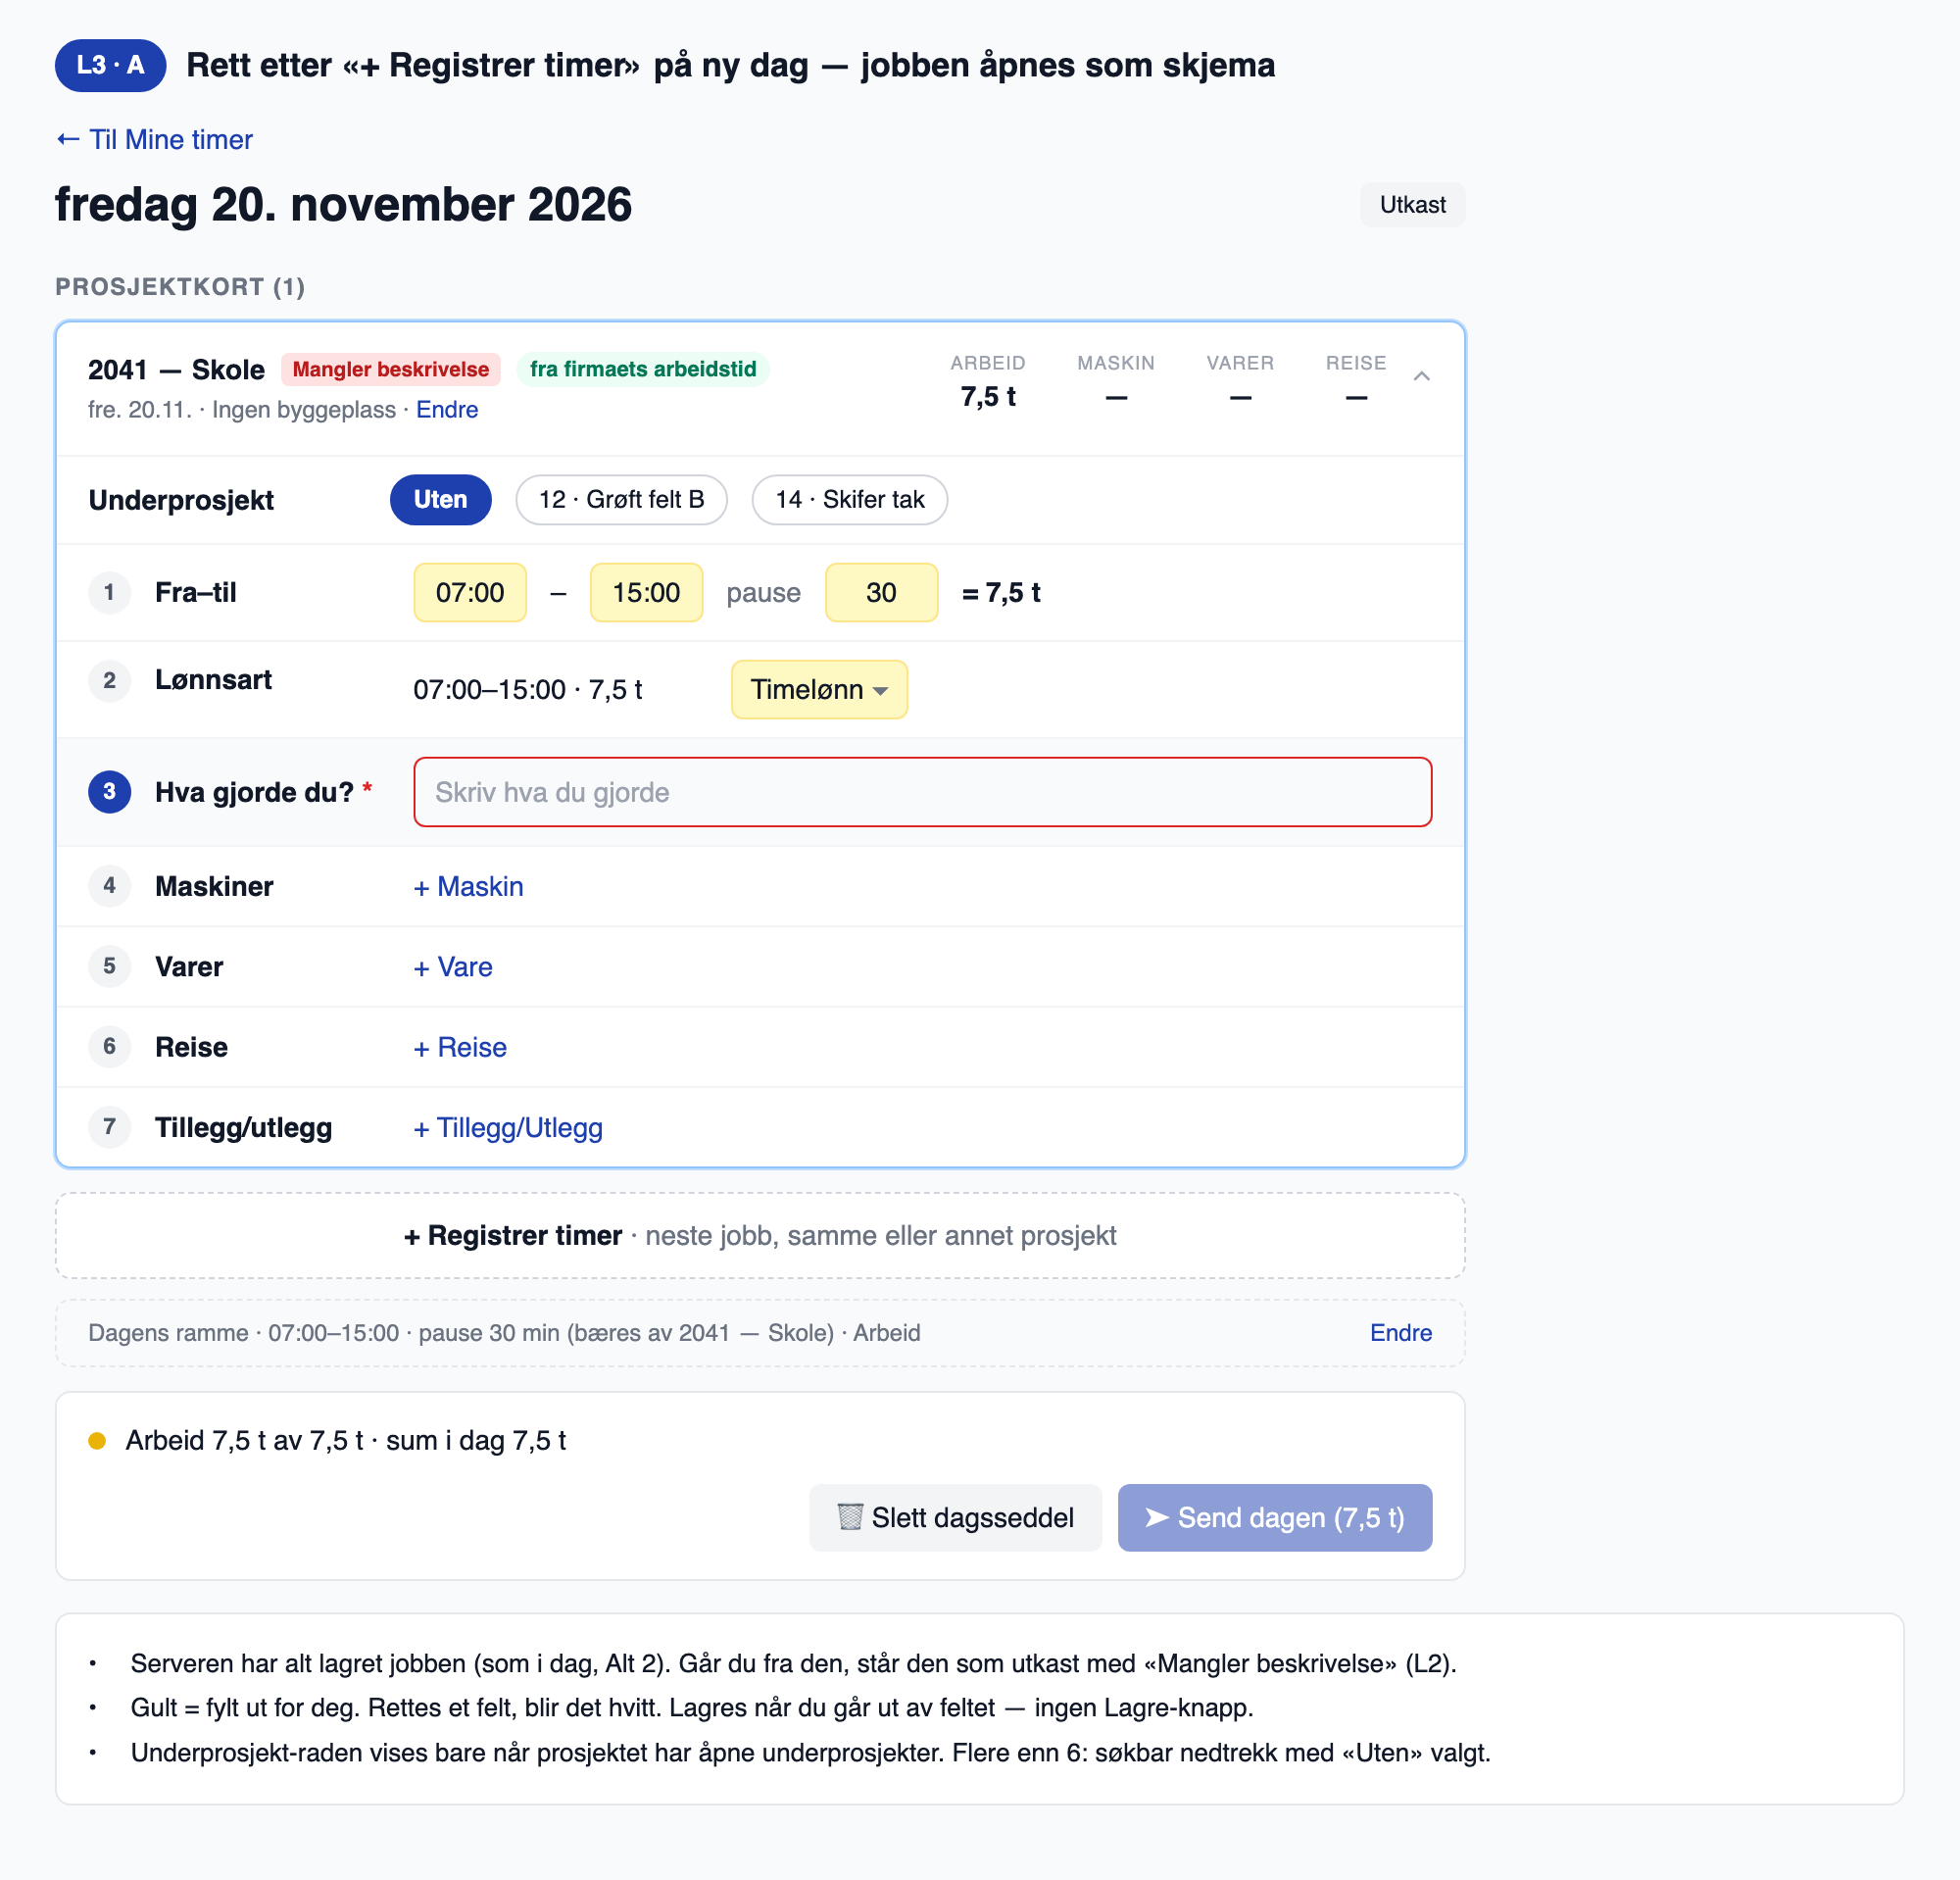 L3 · A Rett etter «+ Registrer timer» på ny dag — jobben åpnes som skjema
← Til Mine timer
fredag 20. november 2026
Utkast
PROSJEKTKORT (1)
2041 — Skole Mangler beskrivelse fra firmaets arbeidstid
fre. 20.11. · Ingen byggeplass · Endre
ARBEID MASKIN VARER REISE
7,5 t — — —
Underprosjekt Uten 12 · Grøft felt B 14 · Skifer tak
1 Fra–til 07:00 – 15:00 pause 30 = 7,5 t
2 Lønnsart 07:00–15:00 · 7,5 t Timelønn
3 Hva gjorde du? * Skriv hva du gjorde
4 Maskiner + Maskin
5 Varer + Vare
6 Reise + Reise
7 Tillegg/utlegg + Tillegg/Utlegg
+ Registrer timer · neste jobb, samme eller annet prosjekt
Dagens ramme · 07:00–15:00 · pause 30 min (bæres av 2041 — Skole) · Arbeid Endre
Arbeid 7,5 t av 7,5 t · sum i dag 7,5 t
Slett dagsseddel ➤ Send dagen (7,5 t)
• Serveren har alt lagret jobben (som i dag, Alt 2). Går du fra den, står den som utkast med «Mangler beskrivelse» (L2).
• Gult = fylt ut for deg. Rettes et felt, blir det hvitt. Lagres når du går ut av feltet — ingen Lagre-knapp.
• Underprosjekt-raden vises bare når prosjektet har åpne underprosjekter. Flere enn 6: søkbar nedtrekk med «Uten» valgt.